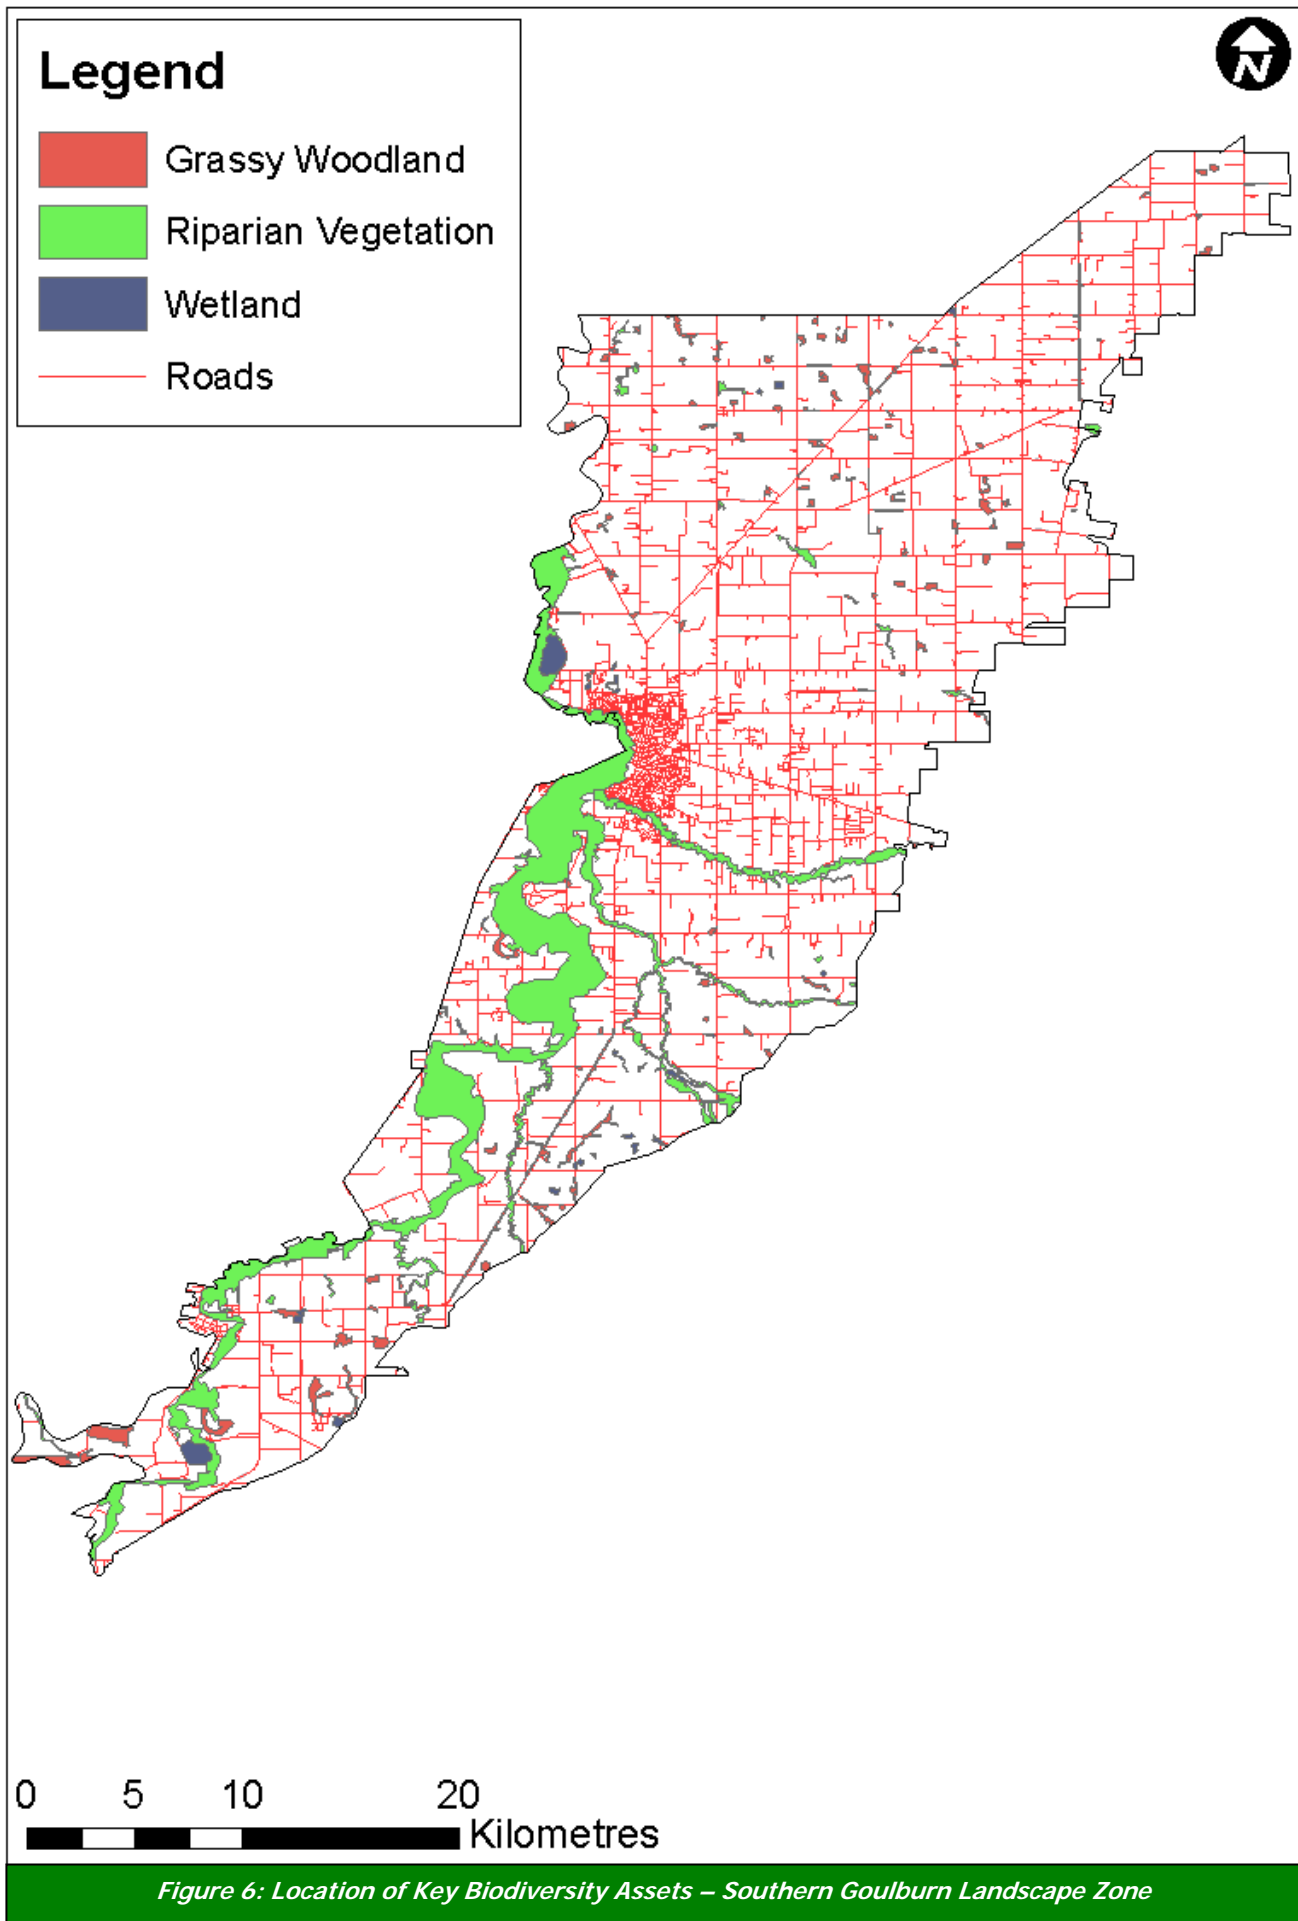 Legend
N
Grassy Woodland
Riparian Vegetation
Wetland
Roads
0 5 10 20
Kilometres
Figure 6: Location of Key Biodiversity Assets – Southern Goulburn Landscape Zone